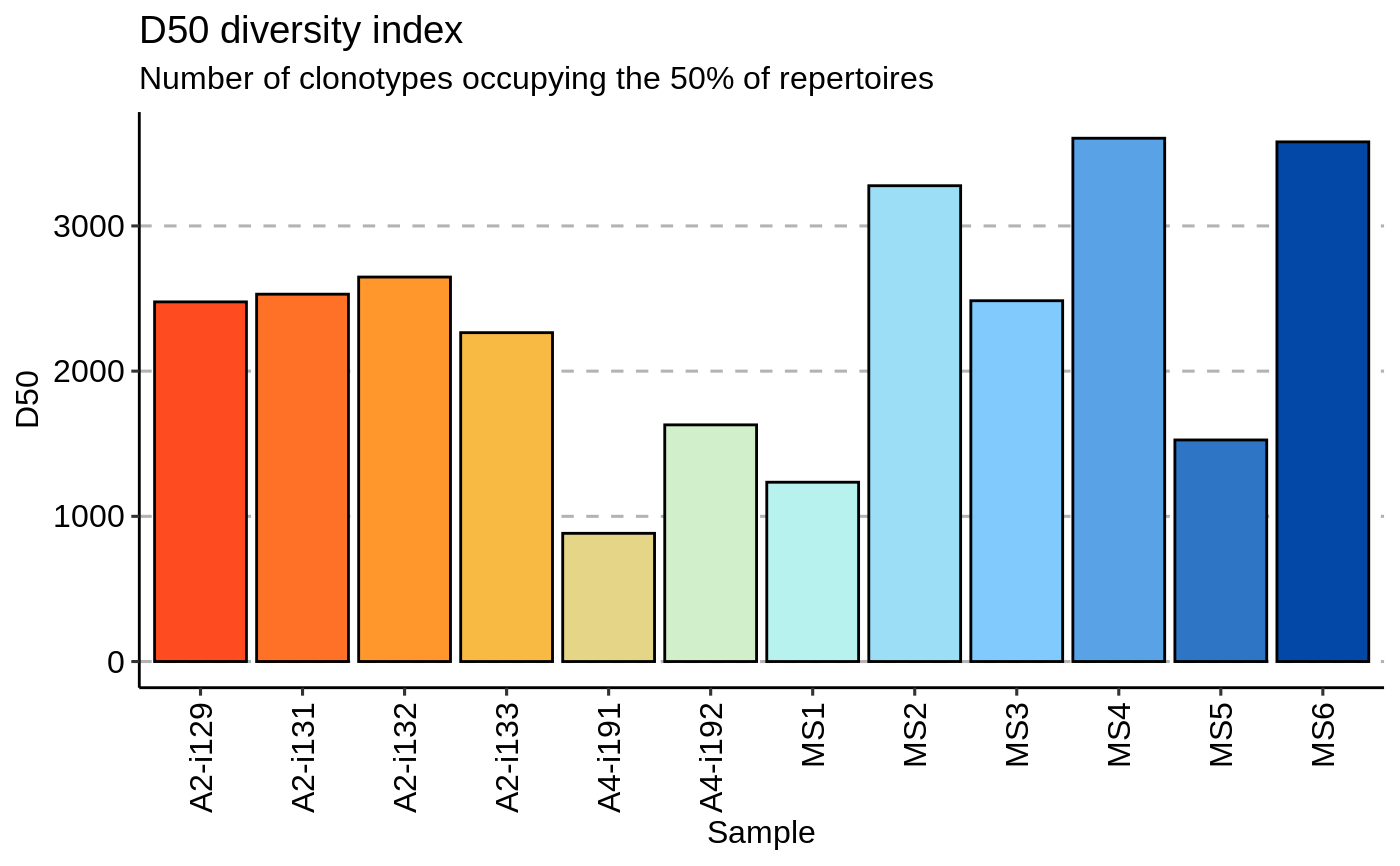 D50 diversity index
Number of clonotypes occupying the 50% of repertoires
D50
3000
2000
1000
0
A2-i129
A2-i131
A2-i132
A2-i133
A4-i191
A4-i192
MS1
MS2
MS3
MS4
MS5
MS6
Sample